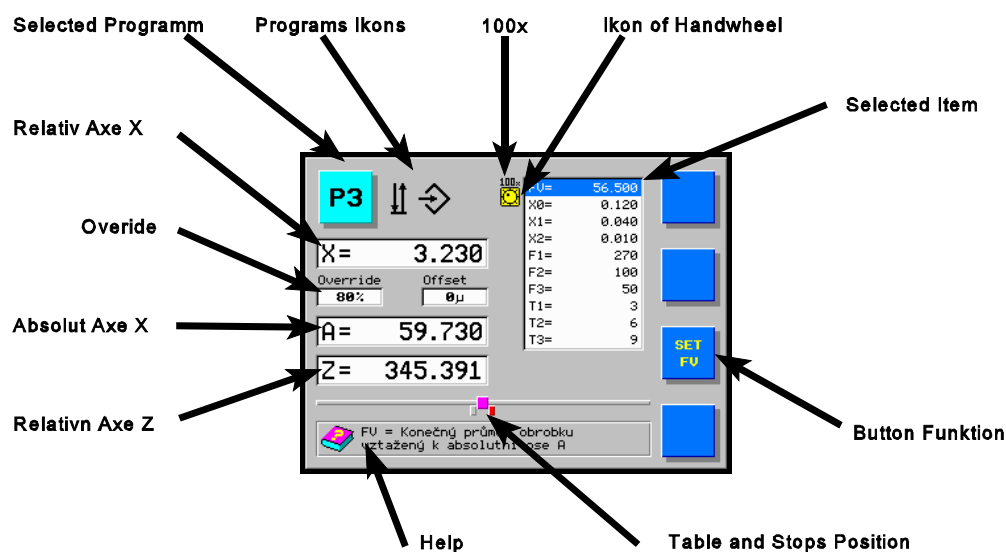 Selected Programm
Programs Ikons
100x
Ikon of Handwheel
Selected Item
Relativ Axe X
Overide
Absolut Axe X
Relativn Axe Z
P3
100x
FV= 56.500
X0= 0.120
X1= 0.040
X2= 0.010
F1= 270
F2= 100
F3= 50
T1= 3
T2= 6
T3= 9
X= 3.230
Override
80%
Offset
0µ
A= 59.730
Z= 345.391
SET
FV
FV = Konečný obrobku
vztažený k absolutní ose A
Button Funktion
Help
Table and Stops Position